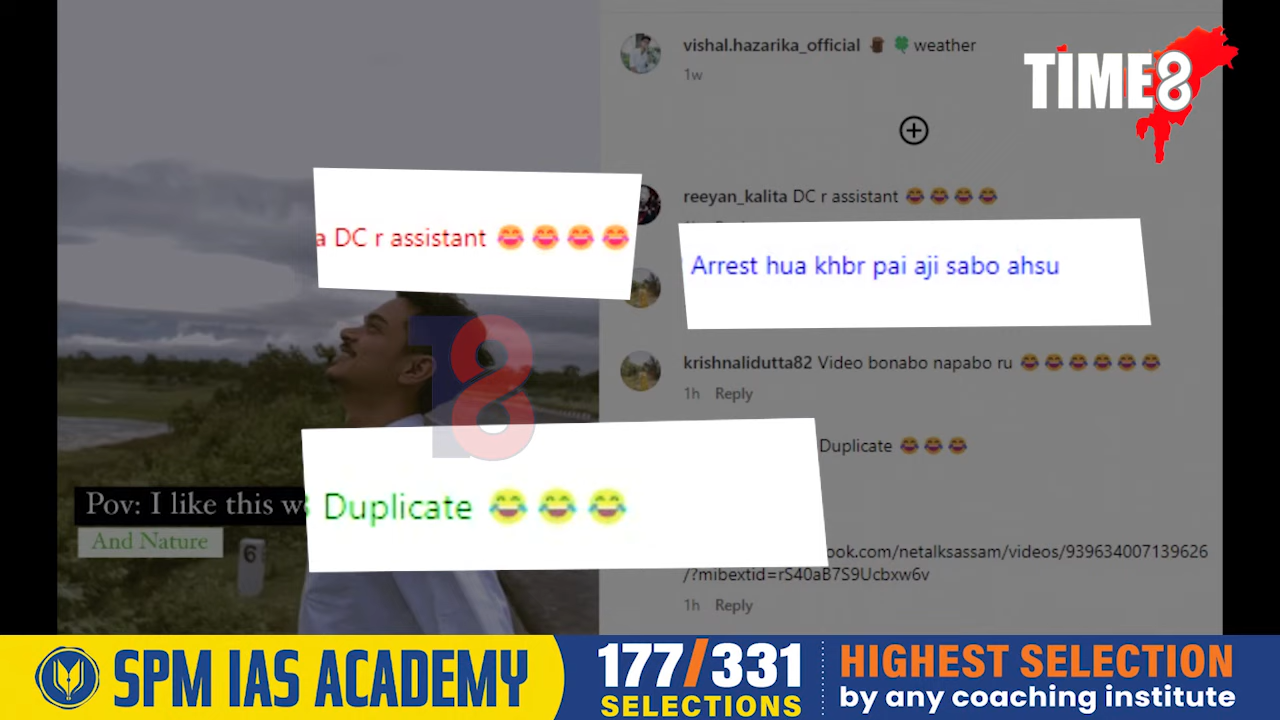 vishal.hazarika_official 🪵 🍀 weather
1w
TIME8
reeyan_kalita DC r assistant 😂😂😂😂
a DC r assistant 😂😂😂😂
Arrest hua khbr pai aji sabo ahsu
krishnalidutta82 Video bonabo napabo ru 😂😂😂😂😂😂
1h Reply
T8
Duplicate 😂😂😂
Pov: I like this w
And Nature
6
Duplicate 😂😂😂
ook.com/netalksassam/videos/939634007139626
/?mibextid=rS40aB7S9Ucbxw6v
1h Reply
SPM IAS ACADEMY
177/331
SELECTIONS
HIGHEST SELECTION
by any coaching institute